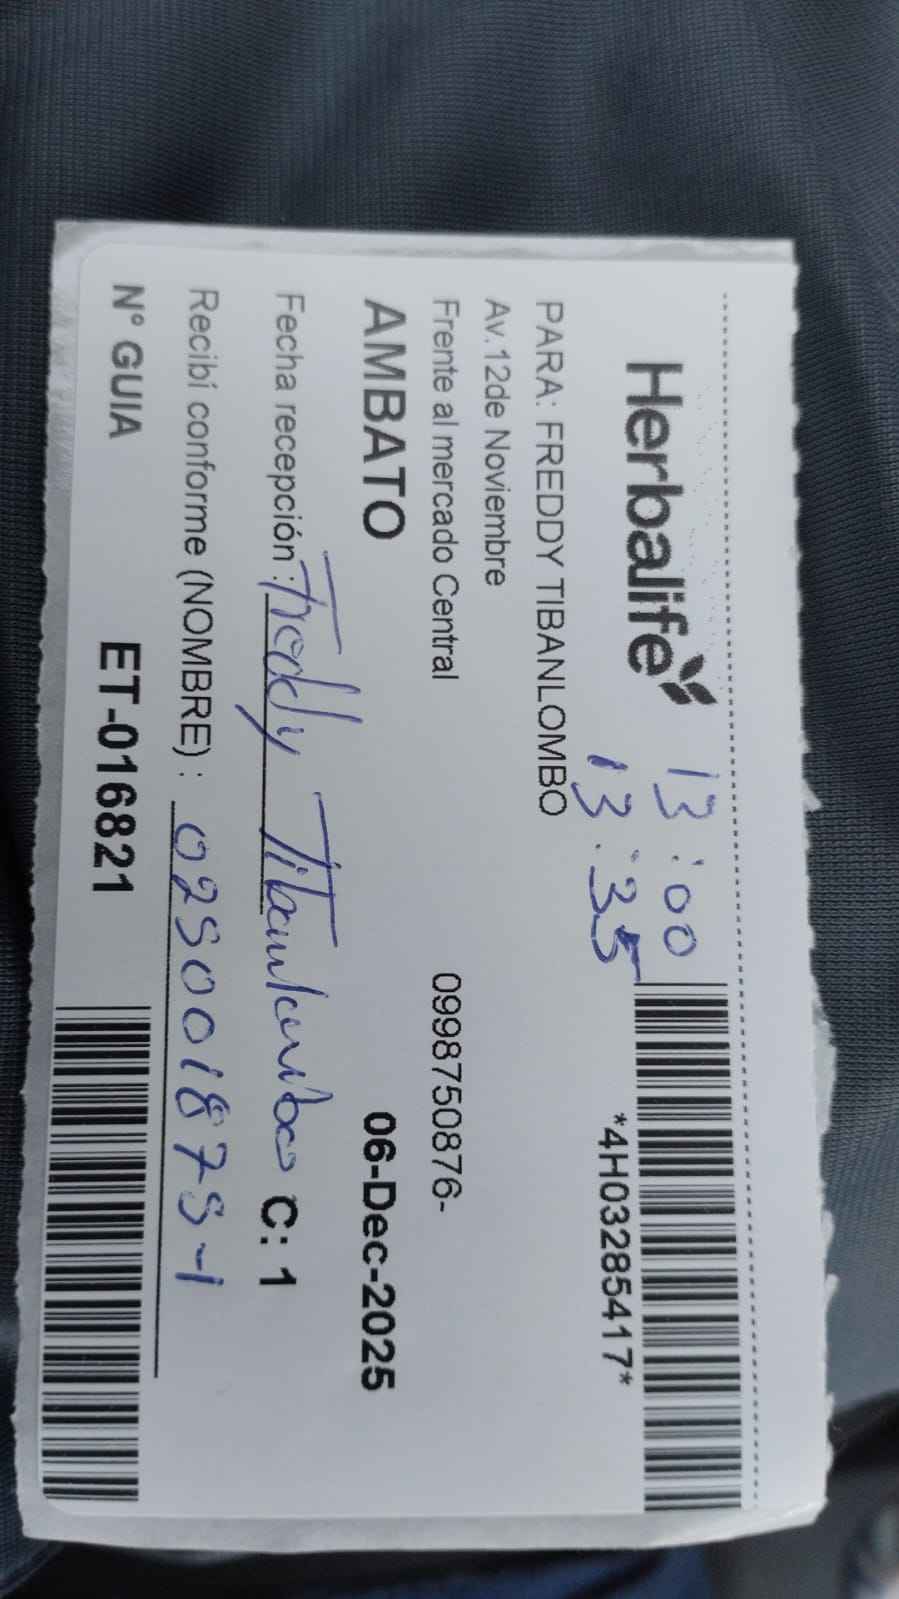 Herbalife
13:00
13:35
*4H03285417*
PARA: FREDDY TIBANLOMBO
Av.12de Noviembre
Frente al mercado Central 0998750876-
AMBATO 06-Dec-2025
Fecha recepción : Freddy Tibanlombo C: 1
Recibí conforme (NOMBRE) : 025001875-1
Nº GUIA ET-016821